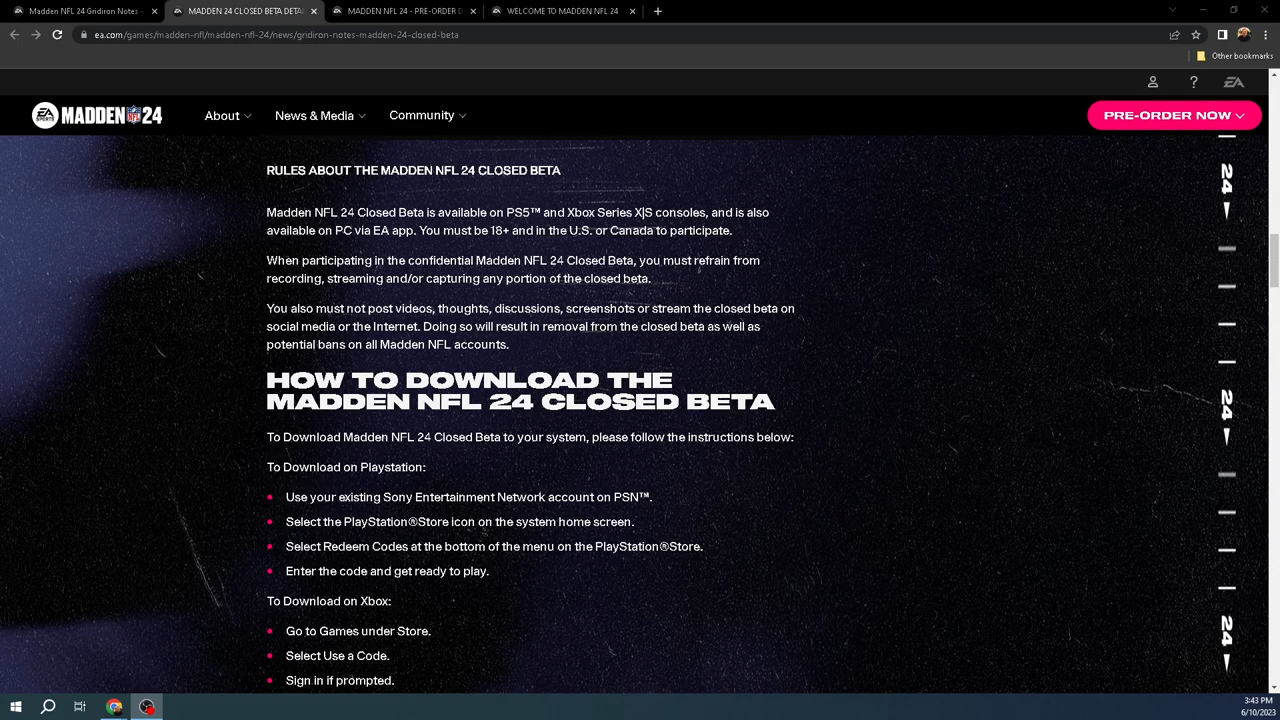 Madden NFL 24 Gridiron Notes -
MADDEN 24 CLOSED BETA DETA
MADDEN NFL 24 - PRE-ORDER D
WELCOME TO MADDEN NFL 24
ea.com/games/madden-nfl/madden-nfl-24/news/gridiron-notes-madden-24-closed-beta
Other bookmarks
EA
EA SPORTS MADDEN NFL 24
About
News & Media
Community
PRE-ORDER NOW
RULES ABOUT THE MADDEN NFL 24 CLOSED BETA
Madden NFL 24 Closed Beta is available on PS5™ and Xbox Series X|S consoles, and is also
available on PC via EA app. You must be 18+ and in the U.S. or Canada to participate.
When participating in the confidential Madden NFL 24 Closed Beta, you must refrain from
recording, streaming and/or capturing any portion of the closed beta.
You also must not post videos, thoughts, discussions, screenshots or stream the closed beta on
social media or the Internet. Doing so will result in removal from the closed beta as well as
potential bans on all Madden NFL accounts.
HOW TO DOWNLOAD THE
MADDEN NFL 24 CLOSED BETA
To Download Madden NFL 24 Closed Beta to your system, please follow the instructions below:
To Download on Playstation:
Use your existing Sony Entertainment Network account on PSN™.
Select the PlayStation®Store icon on the system home screen.
Select Redeem Codes at the bottom of the menu on the PlayStation®Store.
Enter the code and get ready to play.
To Download on Xbox:
Go to Games under Store.
Select Use a Code.
Sign in if prompted.
24
24
24
3:43 PM
6/10/2023